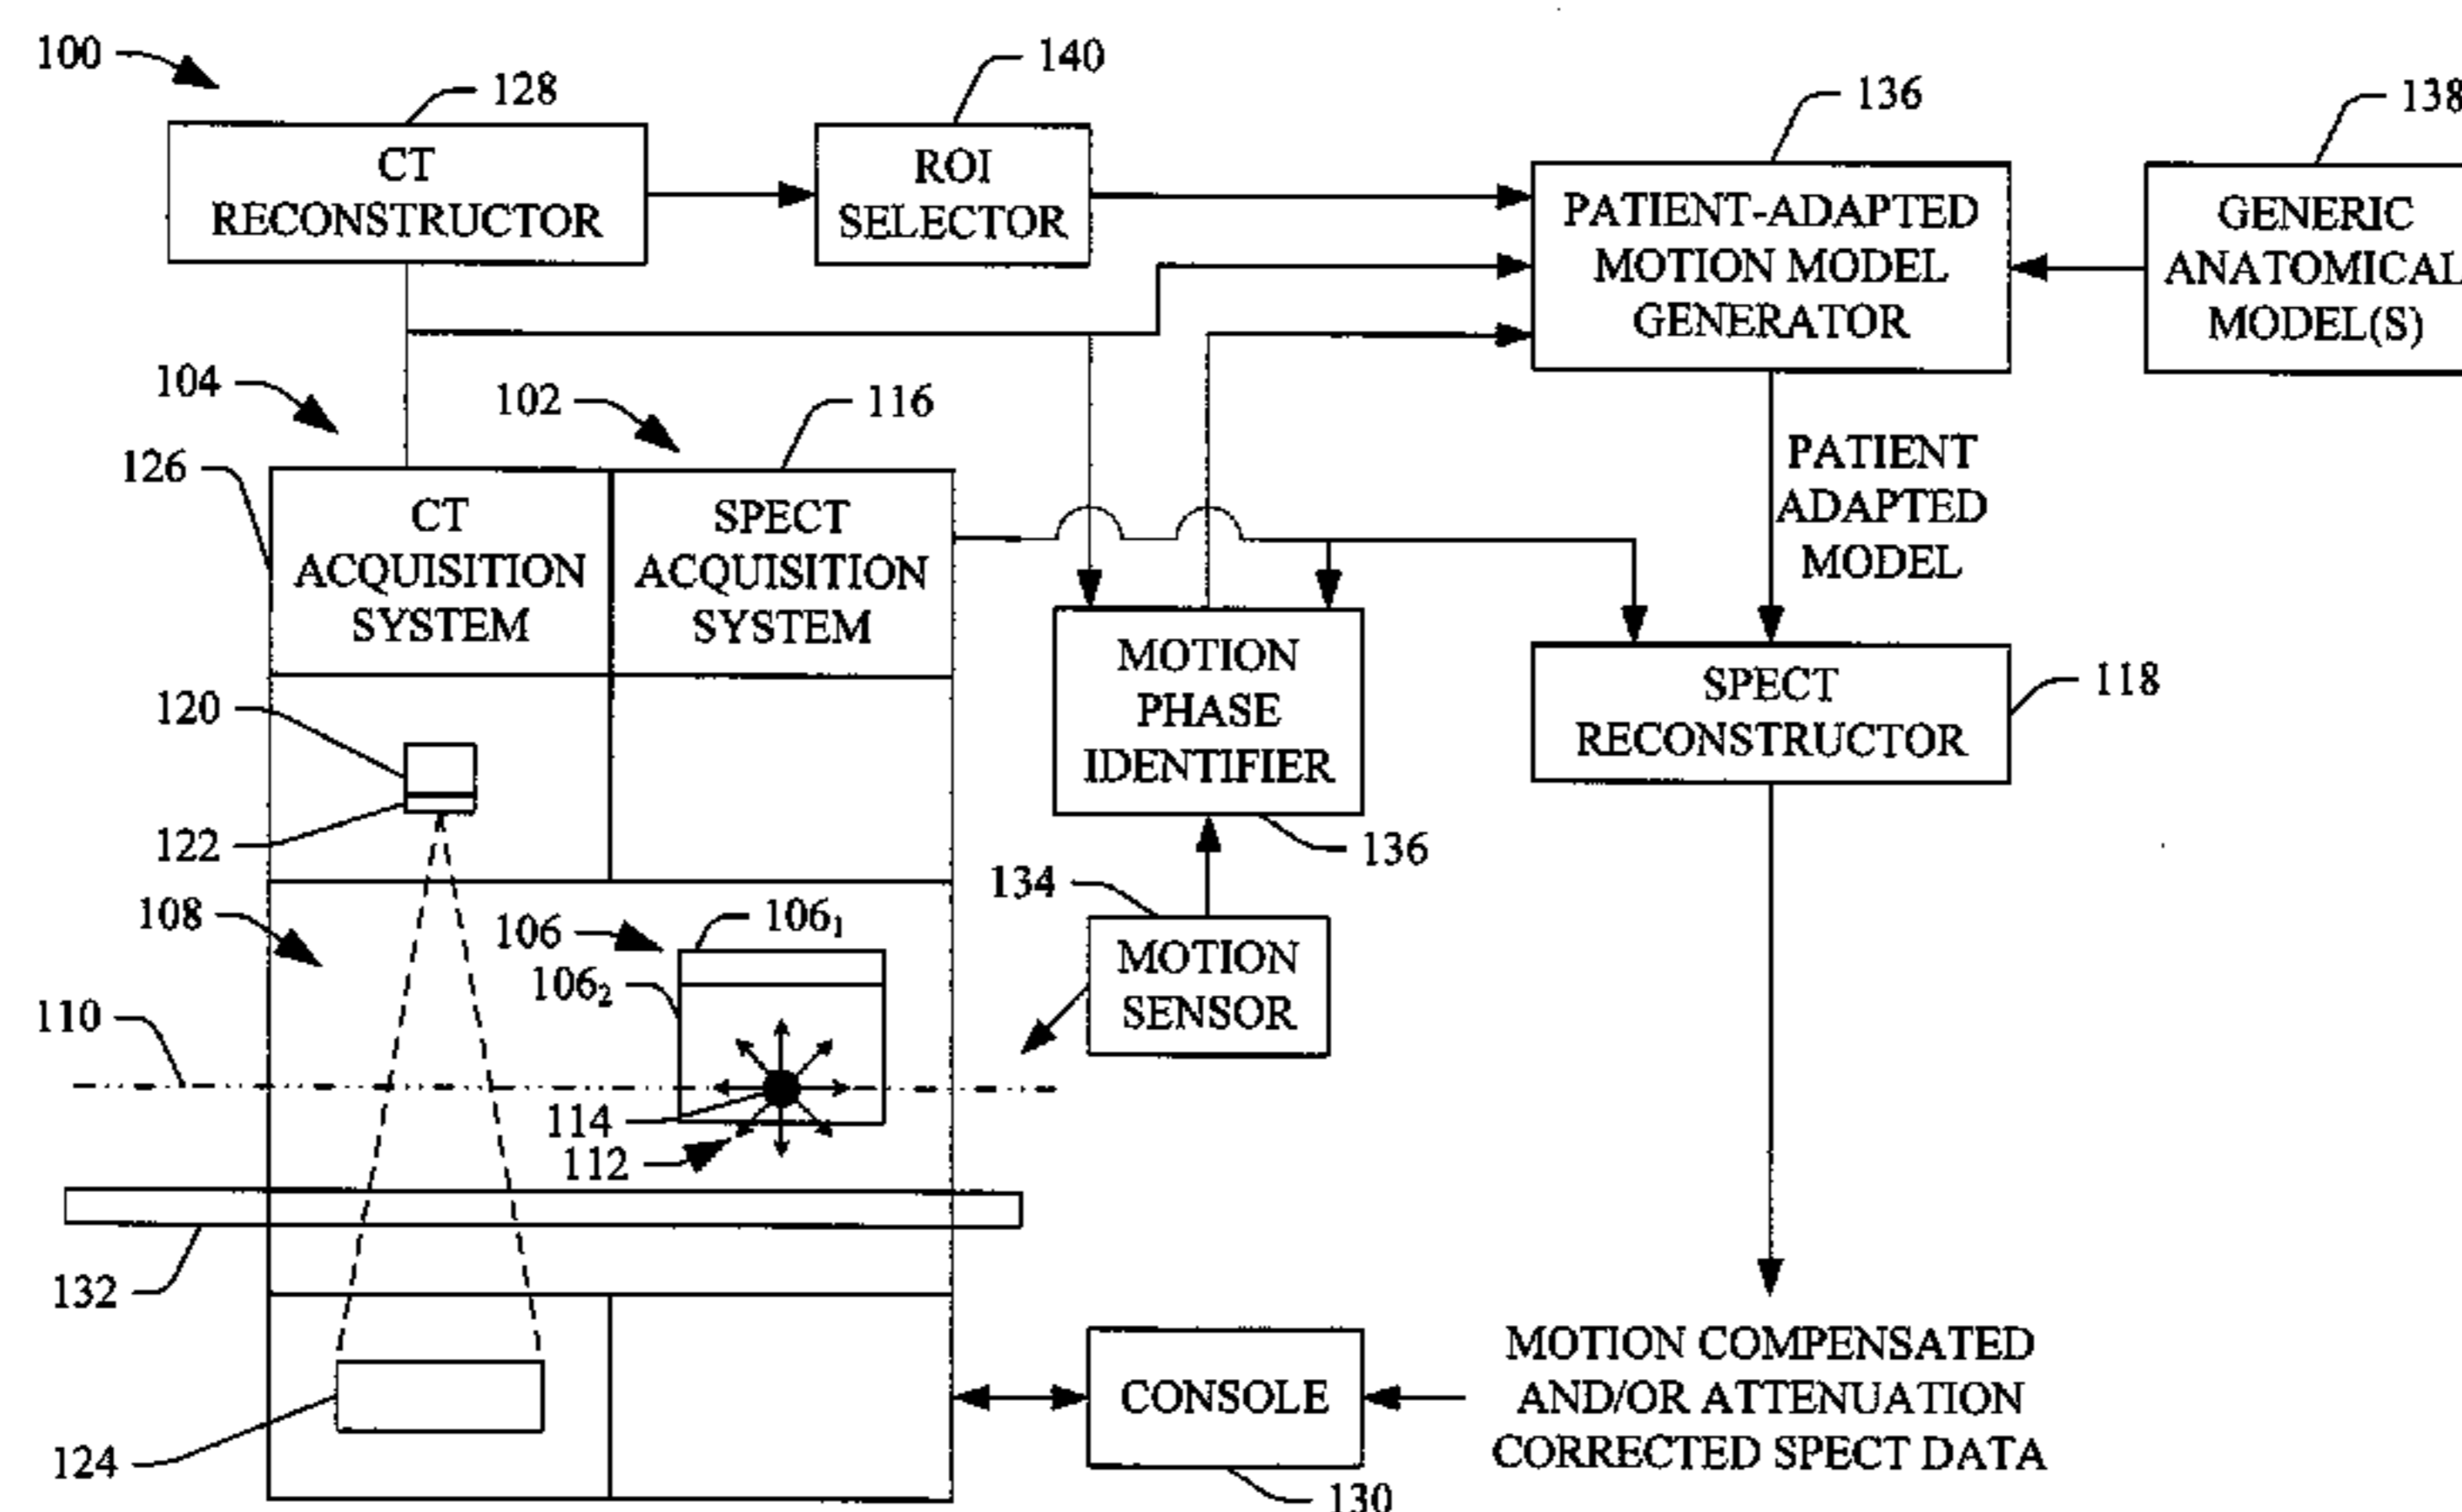 100
128
140
136
138
CT
RECONSTRUCTOR
ROI
SELECTOR
PATIENT-ADAPTED
MOTION MODEL
GENERATOR
GENERIC
ANATOMICAL
MODEL(S)
104
102
116
126
CT
ACQUISITION
SYSTEM
SPECT
ACQUISITION
SYSTEM
PATIENT
ADAPTED
MODEL
MOTION
PHASE
IDENTIFIER
136
SPECT
RECONSTRUCTOR
118
120
122
108
106
106₁
106₂
134
MOTION
SENSOR
110
114
112
132
124
CONSOLE
130
MOTION COMPENSATED
AND/OR ATTENUATION
CORRECTED SPECT DATA